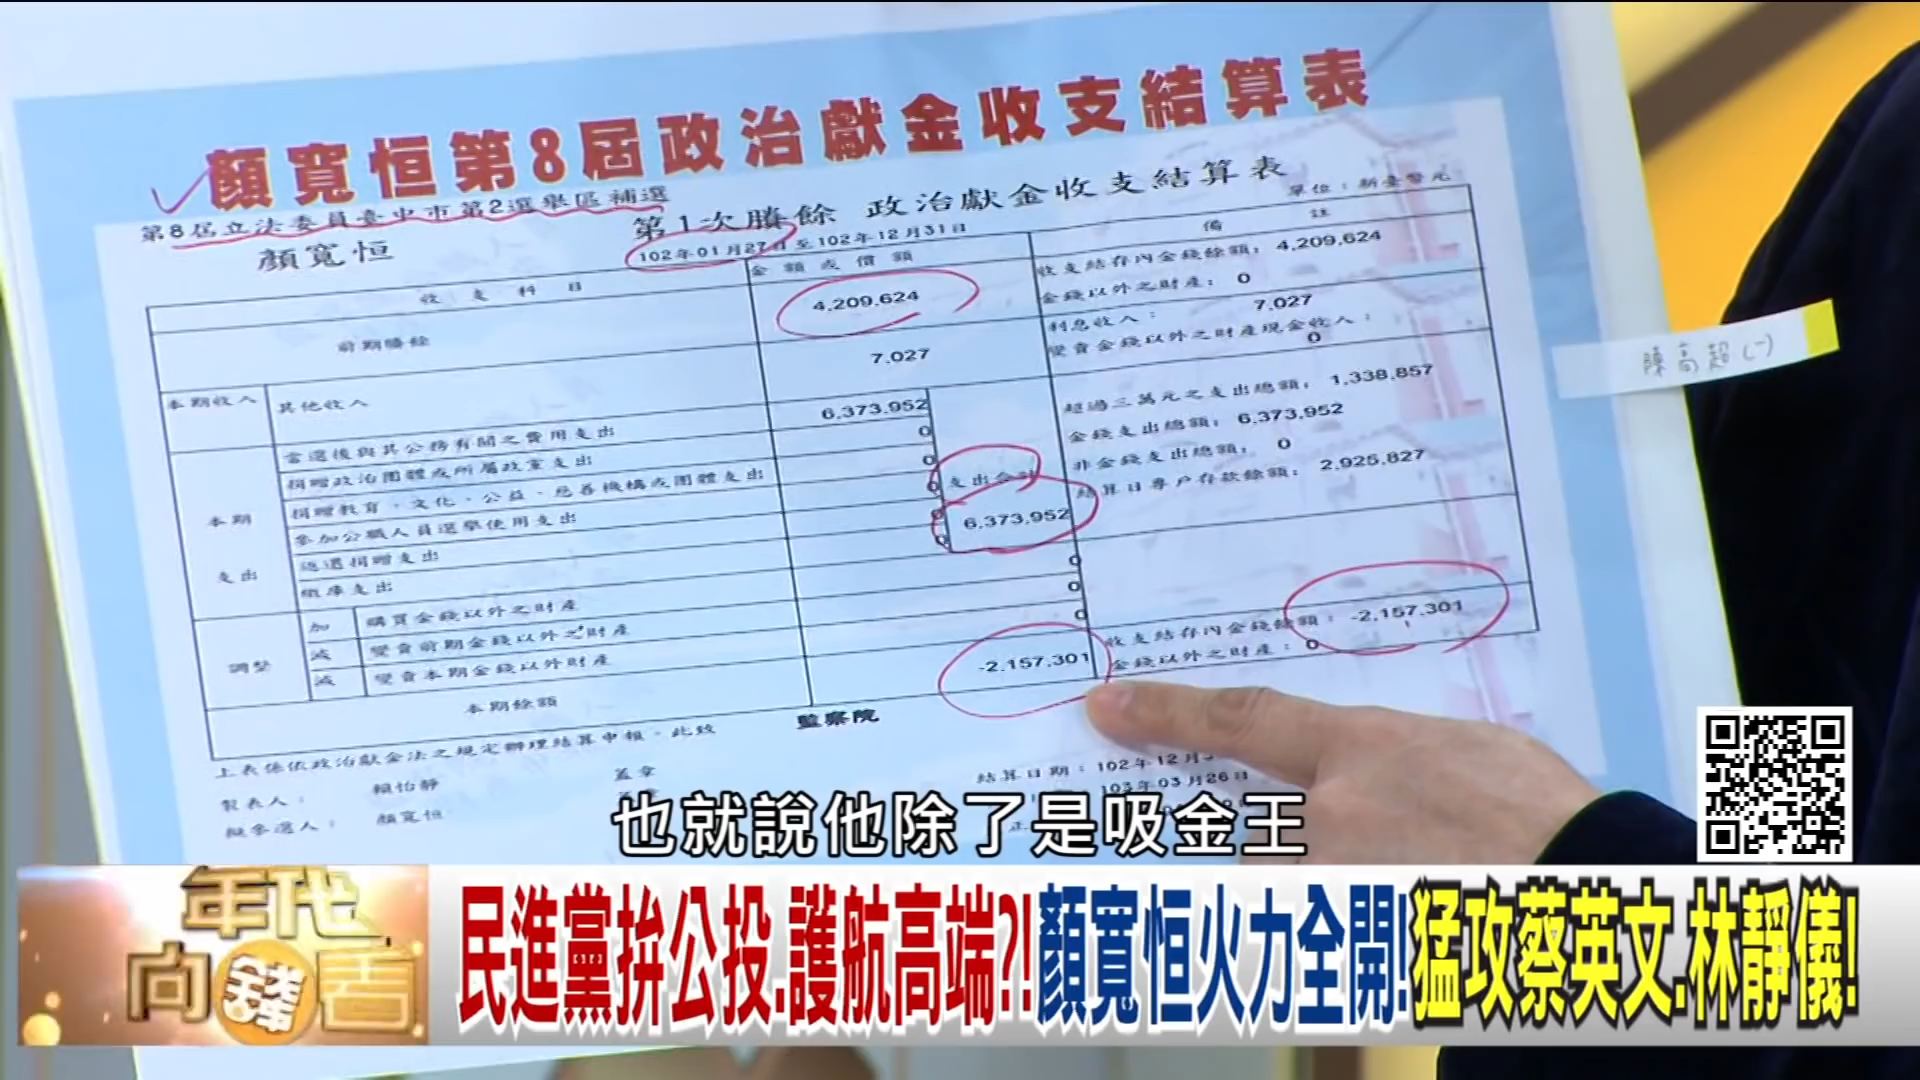 顏寬恒第8屆政治獻金收支結算表
第8屆立法委員臺中市第2選舉區補選
第1次賸餘 政治獻金收支結算表
顏寬恒
102年01月27日至102年12月31日
單位：新臺幣元
收 支 科 目
金 額 或 價 額
備 註
前期賸餘
4,209,624
收支結存內金錢餘額： 4,209,624
金錢以外之財產： 0
本期收入
其他收入
7,027
利息收入： 7,027
變賣金錢以外之財產現金收入：
0
本期
支出
當選後與其公務有關之費用支出
6,373,952
捐贈政治團體或所屬政黨支出
0
捐贈教育、文化、公益、慈善機構或團體支出
0
參加公職人員選舉使用支出
0
返還捐贈支出
0
繳庫支出
0
支出合計
6,373,952
超過三萬元之支出總額： 1,338,857
金錢支出總額： 6,373,952
非金錢支出總額： 0
結算日專戶存款餘額： 2,925,827
調整
加
購買金錢以外之財產
0
減
變賣前期金錢以外之財產
0
減
變賣本期金錢以外財產
0
本期餘額
-2,157,301
收支結存內金錢餘額： -2,157,301
金錢以外之財產： 0
上表係依政治獻金法之規定辦理結算申報。此致
監察院
製表人：
賴怡靜
蓋章
擬參選人：
顏寬恒
結算日期：102年12月3
103年03月26日
陳高超(一)
也就說他除了是吸金王
年代
向錢看
民進黨拚公投.護航高端?!顏寬恒火力全開!猛攻蔡英文.林靜儀!